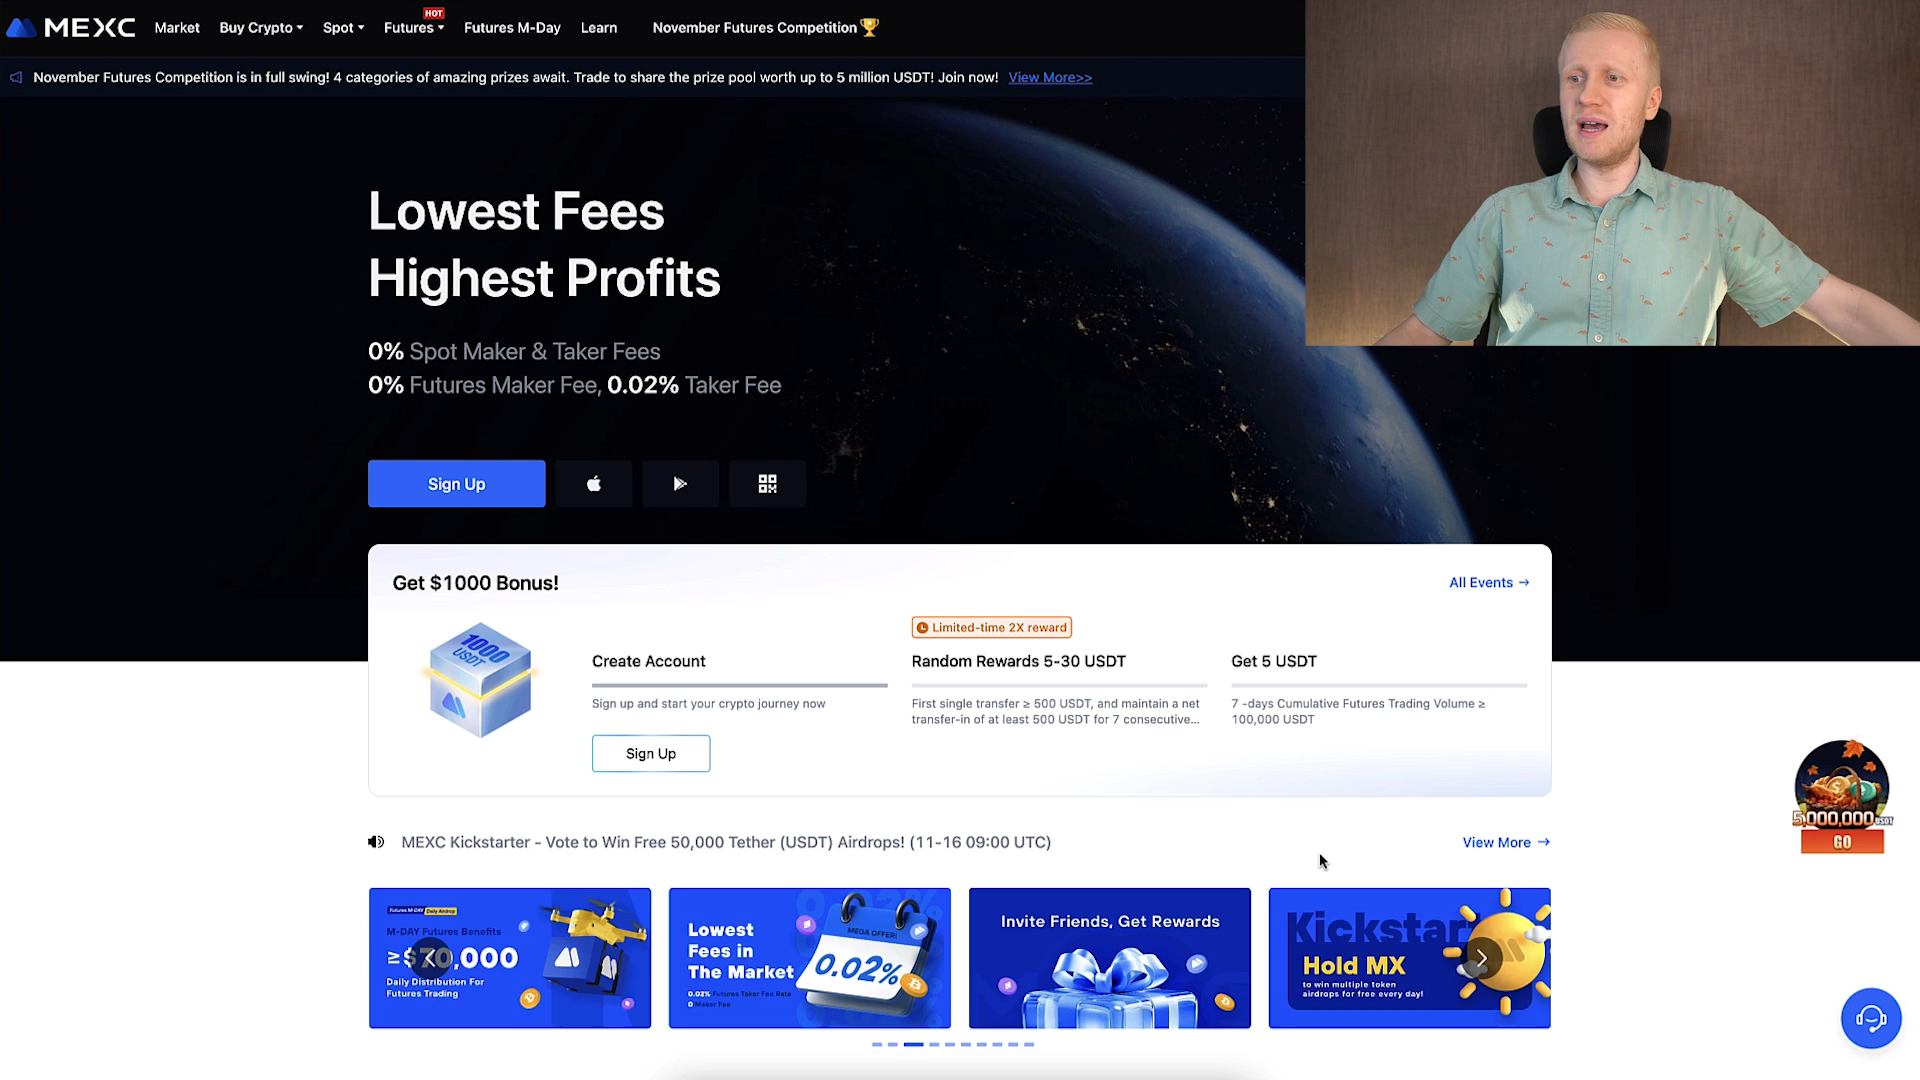 MEXC
Market
Buy Crypto
Spot
HOT
Futures
Futures M-Day
Learn
November Futures Competition
November Futures Competition is in full swing! 4 categories of amazing prizes await. Trade to share the prize pool worth up to 5 million USDT! Join now! View More>>
Lowest Fees
Highest Profits
0% Spot Maker & Taker Fees
0% Futures Maker Fee, 0.02% Taker Fee
Sign Up
Get $1000 Bonus!
All Events →
1000
USDT
Create Account
Sign up and start your crypto journey now
Sign Up
Limited-time 2X reward
Random Rewards 5-30 USDT
First single transfer ≥ 500 USDT, and maintain a net
transfer-in of at least 500 USDT for 7 consecutive...
Get 5 USDT
7 -days Cumulative Futures Trading Volume ≥
100,000 USDT
5,000,000 USDT
GO
MEXC Kickstarter - Vote to Win Free 50,000 Tether (USDT) Airdrops! (11-16 09:00 UTC)
View More →
Futures M-DAY Daily Airdrop
M-DAY Futures Benefits
≥$70,000
Daily Distribution For
Futures Trading
Lowest
Fees in
The Market
0.02% Futures Taker Fee Rate
0 Maker Fee
MEGA OFFER!
0.02%
Invite Friends, Get Rewards
Kickstar
Hold MX
to win multiple token
airdrops for free every day!